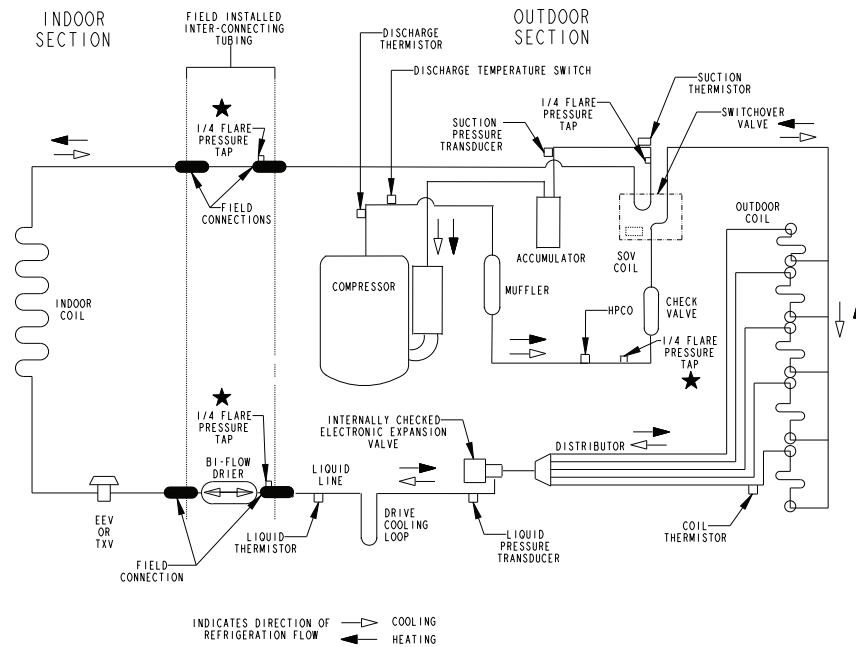 INDOOR
SECTION
FIELD INSTALLED
INTER-CONNECTING
TUBING
OUTDOOR
SECTION
DISCHARGE
THERMISTOR
DISCHARGE TEMPERATURE SWITCH
SUCTION
THERMISTOR
1/4 FLARE
PRESSURE
TAP
SWITCHOVER
VALVE
SUCTION
PRESSURE
TRANSDUCER
1/4 FLARE
PRESSURE
TAP
FIELD
CONNECTIONS
OUTDOOR
COIL
ACCUMULATOR
SOV
COIL
COMPRESSOR
MUFFLER
INDOOR
COIL
HPCO
CHECK
VALVE
1/4 FLARE
PRESSURE
TAP
1/4 FLARE
PRESSURE
TAP
INTERNALLY CHECKED
ELECTRONIC EXPANSION
VALVE
DISTRIBUTOR
BI-FLOW
DRIER
LIQUID
LINE
EEV
OR
TXV
FIELD
CONNECTION
LIQUID
THERMISTOR
DRIVE
COOLING
LOOP
LIQUID
PRESSURE
TRANSDUCER
COIL
THERMISTOR
INDICATES DIRECTION OF
REFRIGERATION FLOW
COOLING
HEATING